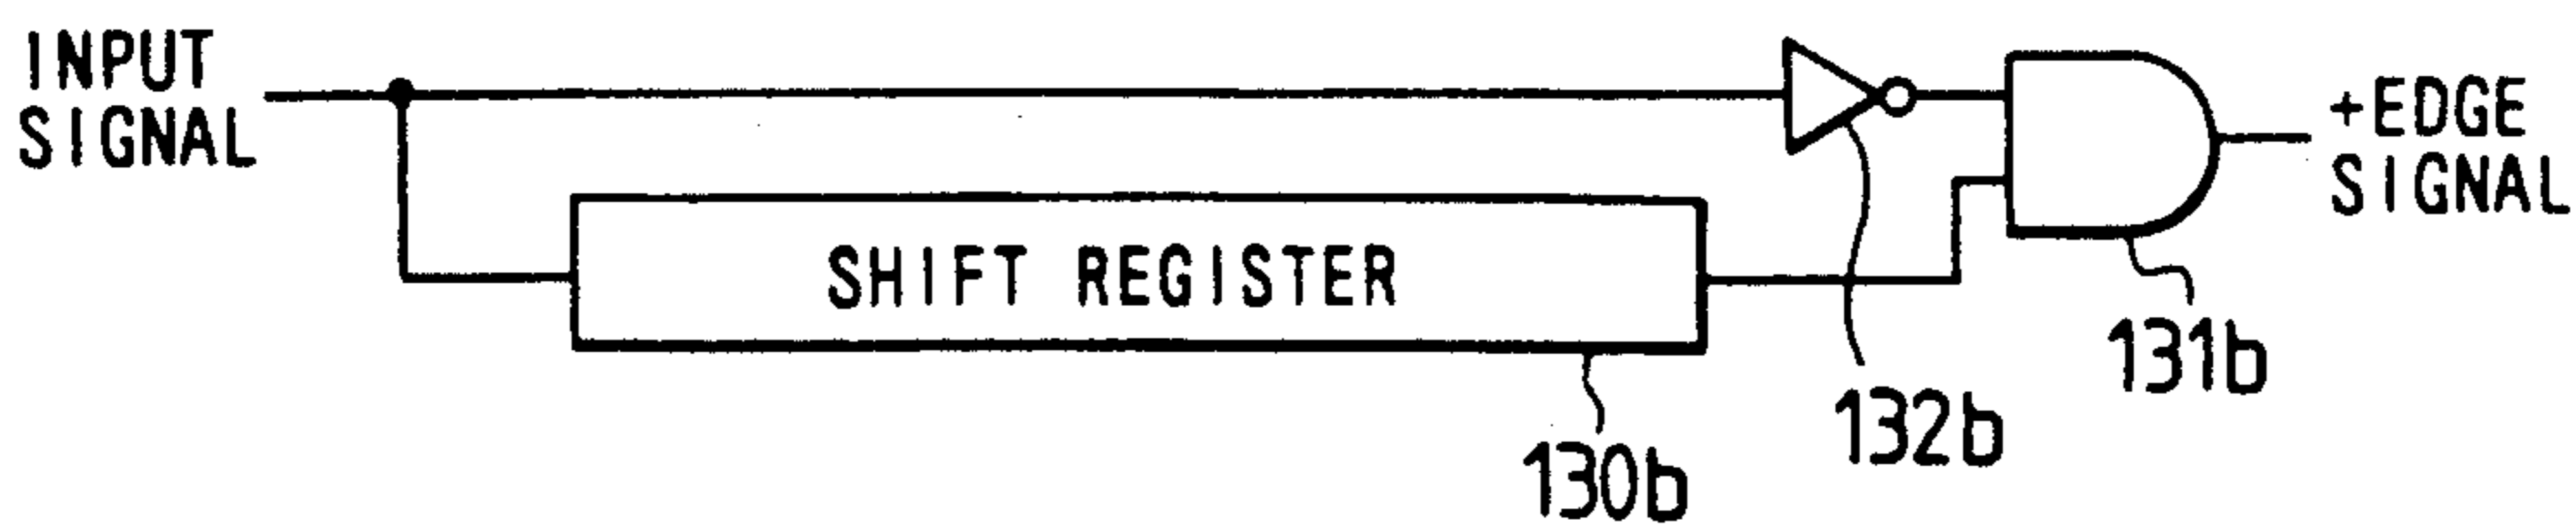 INPUT
SIGNAL
+EDGE
SIGNAL
SHIFT REGISTER
131b
132b
130b